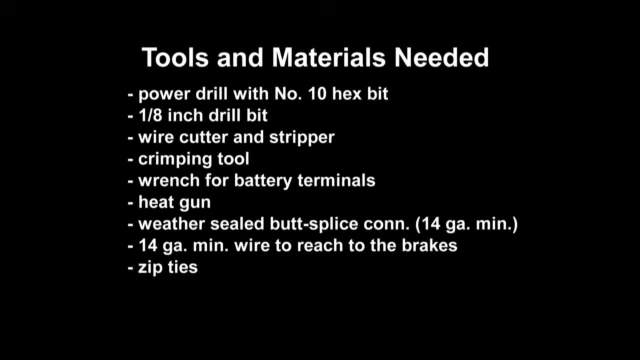 Tools and Materials Needed
- power drill with No. 10 hex bit
- 1/8 inch drill bit
- wire cutter and stripper
- crimping tool
- wrench for battery terminals
- heat gun
- weather sealed butt-splice conn. (14 ga. min.)
- 14 ga. min. wire to reach to the brakes
- zip ties